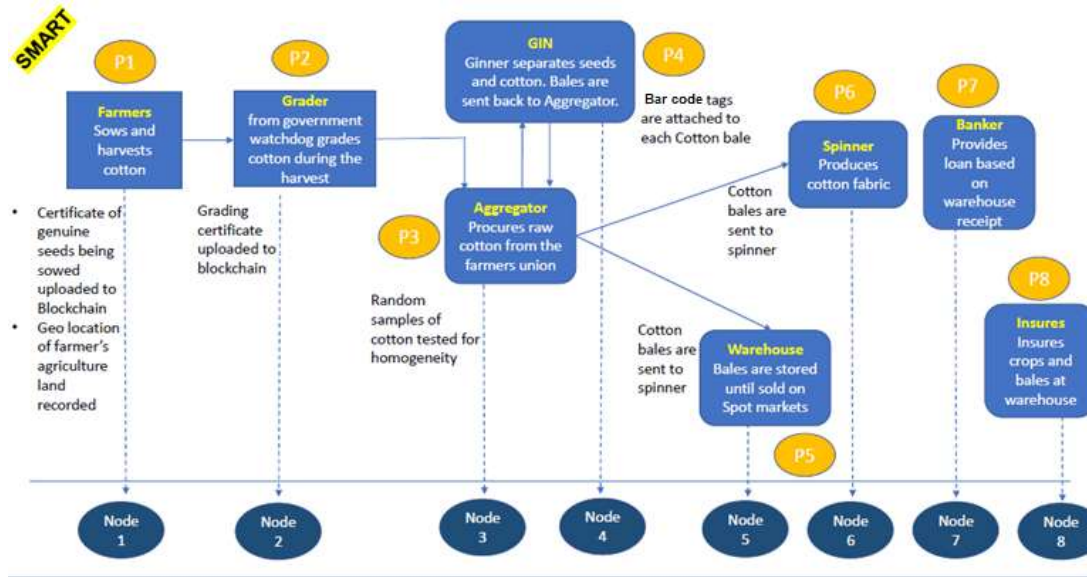 SMART
P1
Farmers
Sows and
harvests
cotton
• Certificate of
genuine
seeds being
sowed
uploaded to
Blockchain
• Geo location
of farmer's
agriculture
land
recorded
P2
Grader
from government
watchdog grades
cotton during the
harvest
Grading
certificate
uploaded to
blockchain
GIN
Ginner separates seeds
and cotton. Bales are
sent back to Aggregator.
P4
Bar code tags
are attached to
each Cotton bale
P3
Aggregator
Procures raw
cotton from the
farmers union
Random
samples of
cotton tested for
homogeneity
P6
Spinner
Produces
cotton fabric
Cotton
bales are
sent to
spinner
Cotton
bales are
sent to
spinner
Warehouse
Bales are stored
until sold on
Spot markets
P5
P7
Banker
Provides
loan based
on
warehouse
receipt
P8
Insures
Insures
crops and
bales at
warehouse
Node
1
Node
2
Node
3
Node
4
Node
5
Node
6
Node
7
Node
8